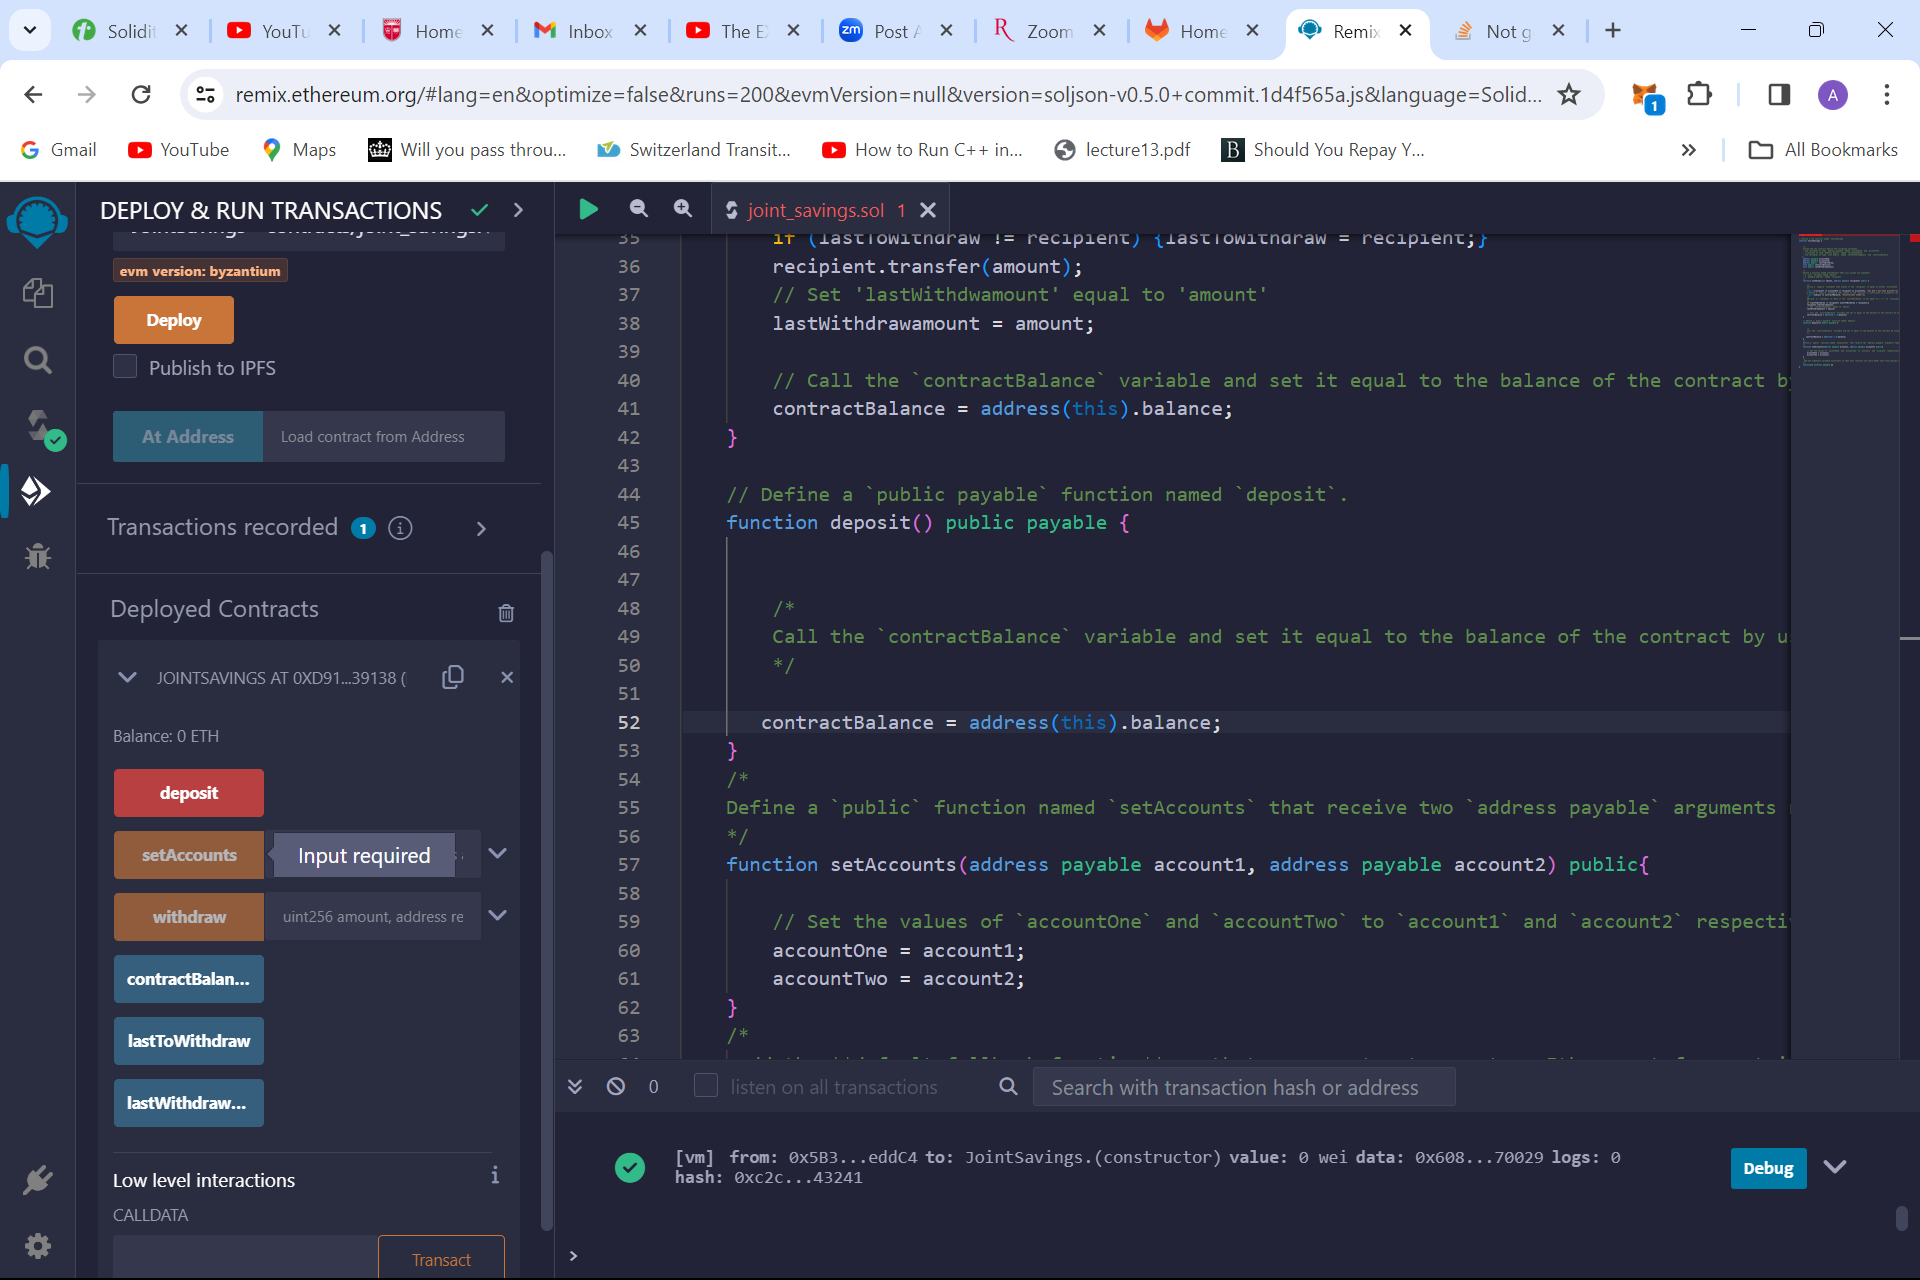 Solidit
YouTu
Home
Inbox
The E
Post A
Zoom
Home
Remix
Not g
remix.ethereum.org/#lang=en&optimize=false&runs=200&evmVersion=null&version=soljson-v0.5.0+commit.1d4f565a.js&language=Solid...
1
A
Gmail
YouTube
Maps
Will you pass throu...
Switzerland Transit...
How to Run C++ in...
lecture13.pdf
Should You Repay Y...
All Bookmarks
DEPLOY & RUN TRANSACTIONS
evm version: byzantium
Deploy
Publish to IPFS
At Address
Load contract from Address
Transactions recorded 1
Deployed Contracts
JOINTSAVINGS AT 0XD91...39138 (
Balance: 0 ETH
deposit
setAccounts
Input required
withdraw
uint256 amount, address re
contractBalan...
lastToWithdraw
lastWithdraw...
Low level interactions
CALLDATA
Transact
joint_savings.sol 1
35 if (lastToWithdraw != recipient) {lastToWithdraw = recipient;}
36 recipient.transfer(amount);
37 // Set 'lastWithdwamount' equal to 'amount'
38 lastWithdrawamount = amount;
39
40 // Call the `contractBalance` variable and set it equal to the balance of the contract b
41 contractBalance = address(this).balance;
42 }
43
44 // Define a `public payable` function named `deposit`.
45 function deposit() public payable {
46
47
48 /*
49 Call the `contractBalance` variable and set it equal to the balance of the contract by u
50 */
51
52 contractBalance = address(this).balance;
53 }
54 /*
55 Define a `public` function named `setAccounts` that receive two `address payable` arguments
56 */
57 function setAccounts(address payable account1, address payable account2) public{
58
59 // Set the values of `accountOne` and `accountTwo` to `account1` and `account2` respecti
60 accountOne = account1;
61 accountTwo = account2;
62 }
63 /*
0
listen on all transactions
Search with transaction hash or address
[vm] from: 0x5B3...eddC4 to: JointSavings.(constructor) value: 0 wei data: 0x608...70029 logs: 0
hash: 0xc2c...43241
Debug
>